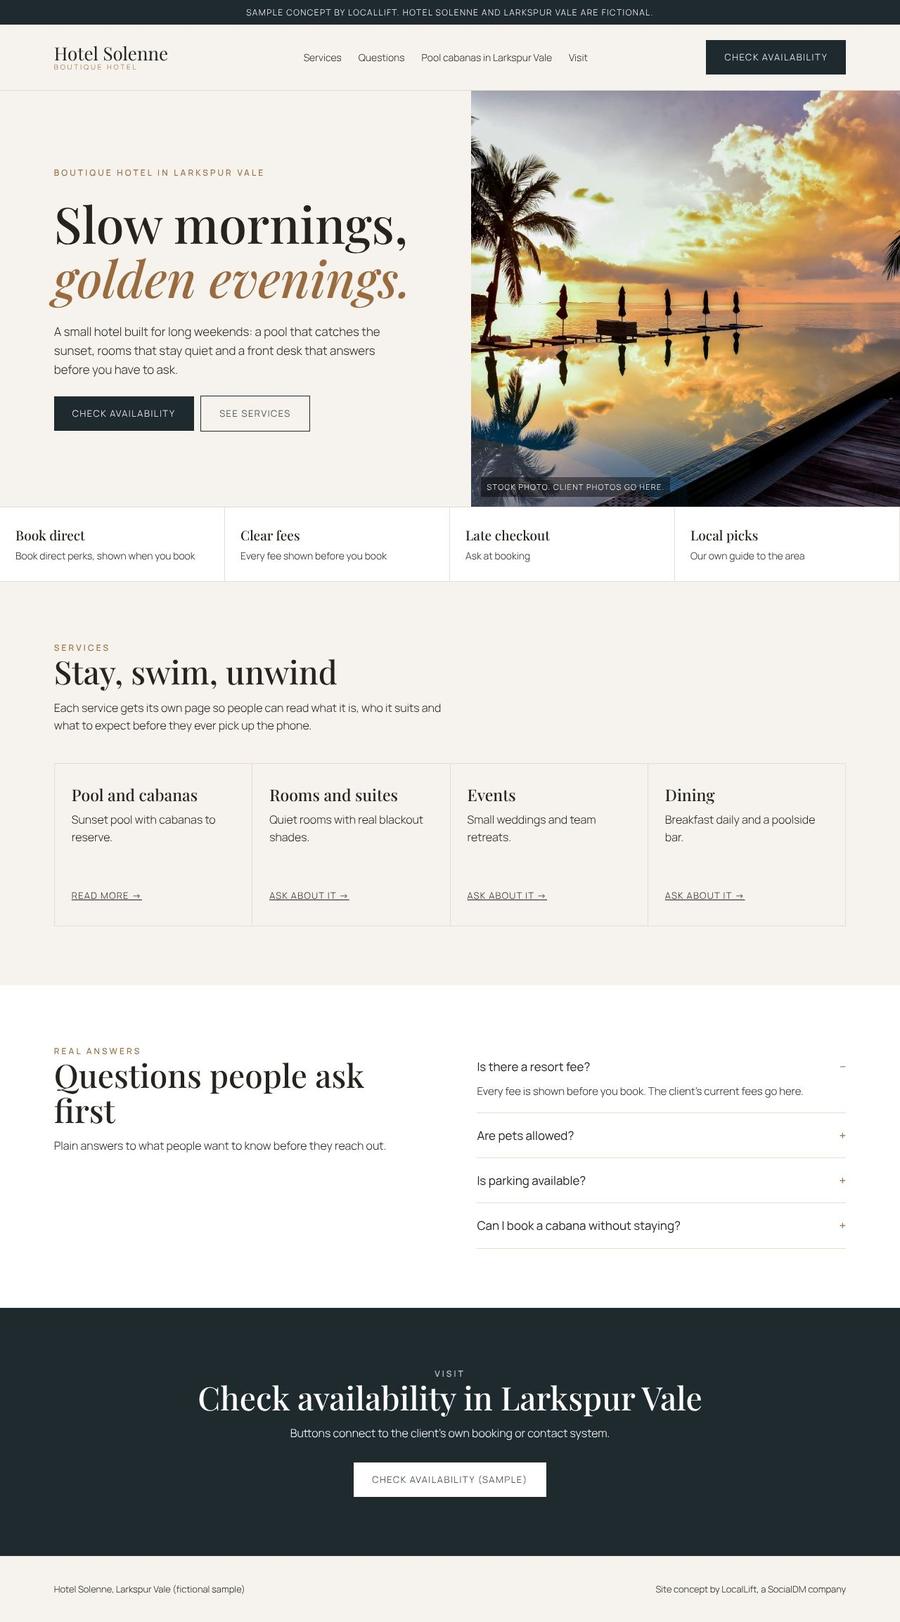 SAMPLE CONCEPT BY LOCALLIFT. HOTEL SOLENNE AND LARKSPUR VALE ARE FICTIONAL.
Hotel Solenne
BOUTIQUE HOTEL
Services
Questions
Pool cabanas in Larkspur Vale
Visit
CHECK AVAILABILITY
BOUTIQUE HOTEL IN LARKSPUR VALE
Slow mornings,
golden evenings.
A small hotel built for long weekends: a pool that catches the
sunset, rooms that stay quiet and a front desk that answers
before you have to ask.
CHECK AVAILABILITY
SEE SERVICES
STOCK PHOTO. CLIENT PHOTOS GO HERE.
Book direct
Book direct perks, shown when you book
Clear fees
Every fee shown before you book
Late checkout
Ask at booking
Local picks
Our own guide to the area
SERVICES
Stay, swim, unwind
Each service gets its own page so people can read what it is, who it suits and
what to expect before they ever pick up the phone.
Pool and cabanas
Sunset pool with cabanas to
reserve.
READ MORE →
Rooms and suites
Quiet rooms with real blackout
shades.
ASK ABOUT IT →
Events
Small weddings and team
retreats.
ASK ABOUT IT →
Dining
Breakfast daily and a poolside
bar.
ASK ABOUT IT →
REAL ANSWERS
Questions people ask
first
Plain answers to what people want to know before they reach out.
Is there a resort fee? −
Every fee is shown before you book. The client's current fees go here.
Are pets allowed? +
Is parking available? +
Can I book a cabana without staying? +
VISIT
Check availability in Larkspur Vale
Buttons connect to the client's own booking or contact system.
CHECK AVAILABILITY (SAMPLE)
Hotel Solenne, Larkspur Vale (fictional sample)
Site concept by LocalLift, a SocialDM company